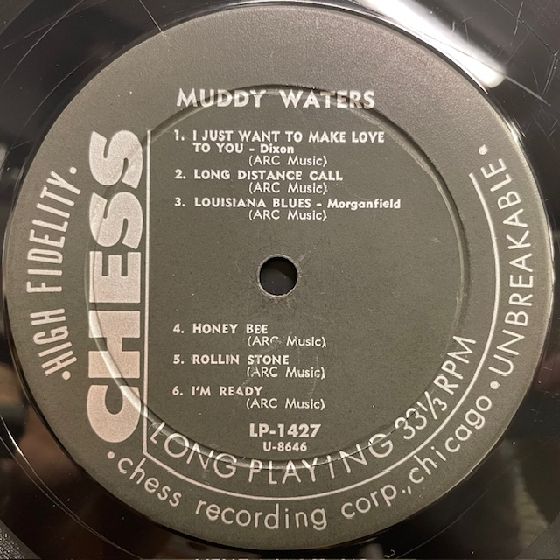 MUDDY WATERS
1. I JUST WANT TO MAKE LOVE
TO YOU - Dixon
(ARC Music)
2. LONG DISTANCE CALL
(ARC Music)
3. LOUISIANA BLUES - Morganfield
(ARC Music)
4. HONEY BEE
(ARC Music)
5. ROLLIN STONE
(ARC Music)
6. I'M READY
(ARC Music)
LP-1427
U-8646
CHESS
• HIGH FIDELITY •
LONG PLAYING 33⅓ RPM
• chess recording corp., chicago • UNBREAKABLE •